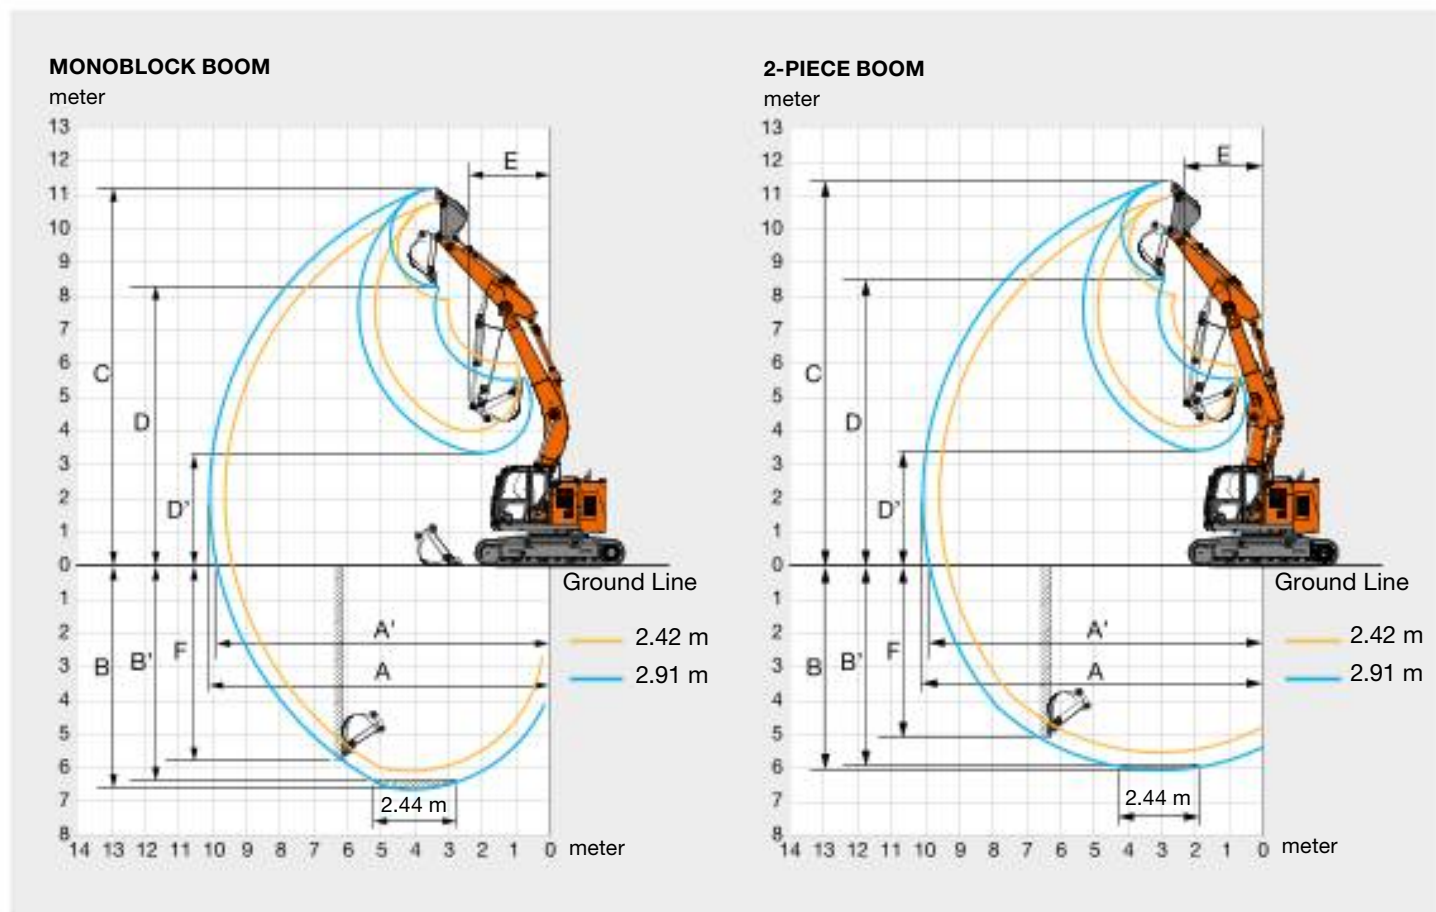 MONOBLOCK BOOM
meter
13
12
11
10
9
8
7
6
5
4
3
2
1
0
1
2
3
4
5
6
7
8
E
C
D
D'
B
B'
F
A'
A
2.44 m
Ground Line
2.42 m
2.91 m
14 13 12 11 10 9 8 7 6 5 4 3 2 1 0 meter
2-PIECE BOOM
meter
13
12
11
10
9
8
7
6
5
4
3
2
1
0
1
2
3
4
5
6
7
8
E
C
D
D'
B
B'
F
A'
A
2.44 m
Ground Line
2.42 m
2.91 m
14 13 12 11 10 9 8 7 6 5 4 3 2 1 0 meter